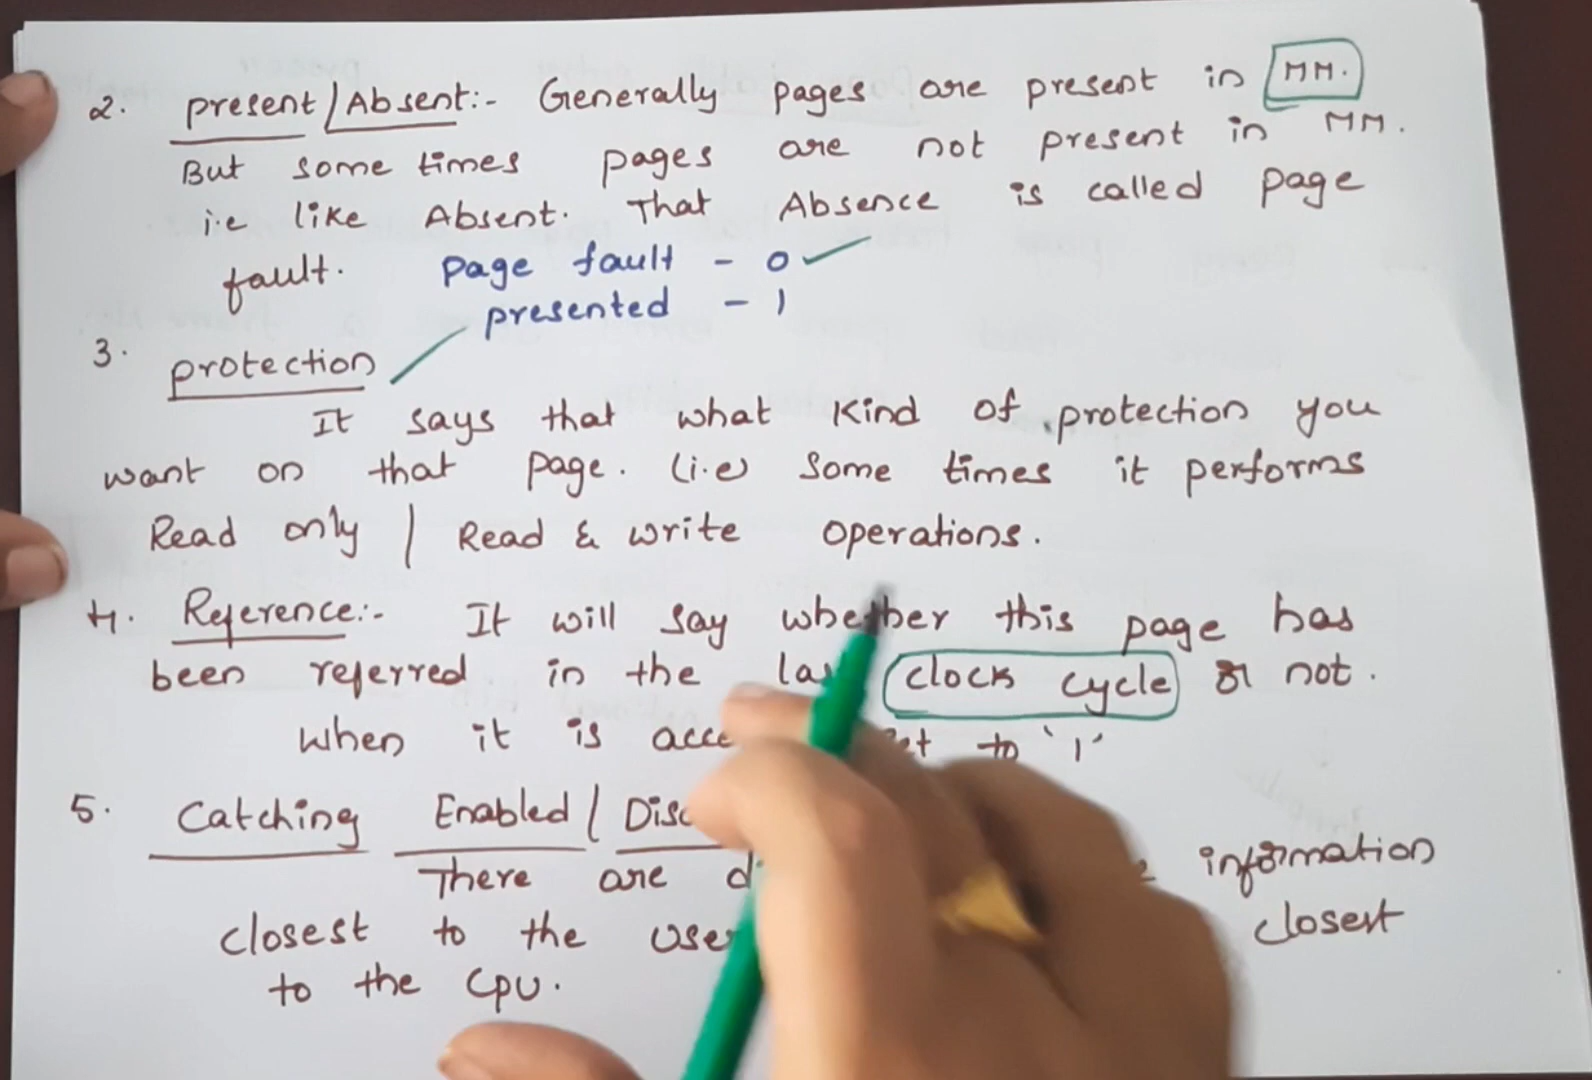 2. present/Absent:- Generally pages are present in MM.
But some times pages are not present in MM.
i.e like Absent. That Absence is called page
fault. page fault - 0
presented - 1
3. protection
It says that what kind of protection you
want on that page. (i.e) some times it performs
Read only / Read & write operations.
4. Reference:- It will say whether this page has
been referred in the clock cycle or not.
when it is to '1'
5. Catching Enabled/
There are information
closest to the closest
to the CPU.